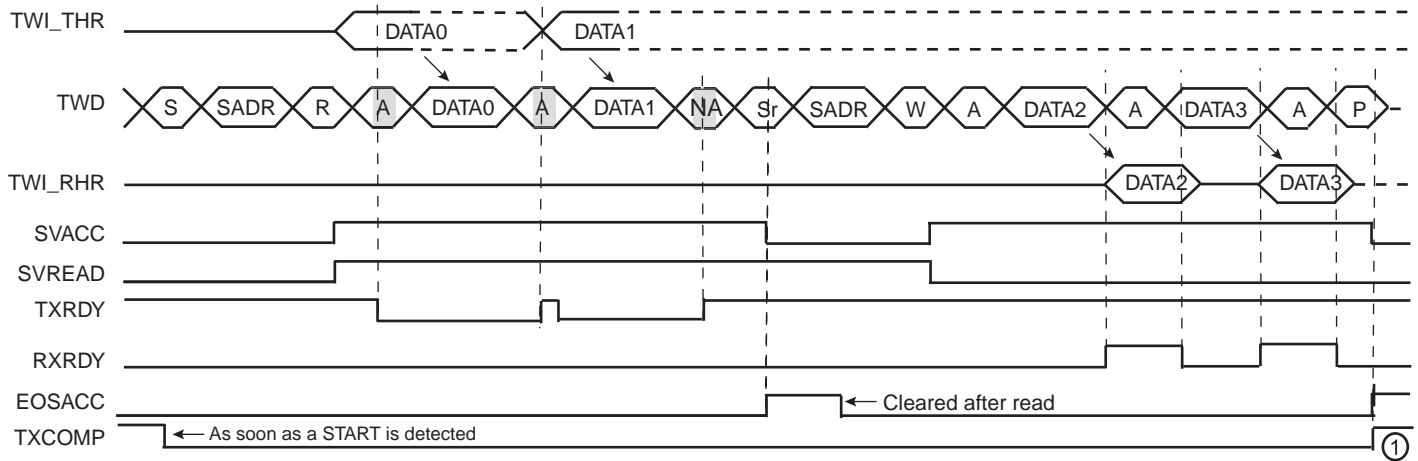 TWI_THR DATA0 DATA1
TWD S SADR R A DATA0 A DATA1 NA Sr SADR W A DATA2 A DATA3 A P
TWI_RHR DATA2 DATA3
SVACC
SVREAD
TXRDY
RXRDY
EOSACC Cleared after read
TXCOMP As soon as a START is detected 1